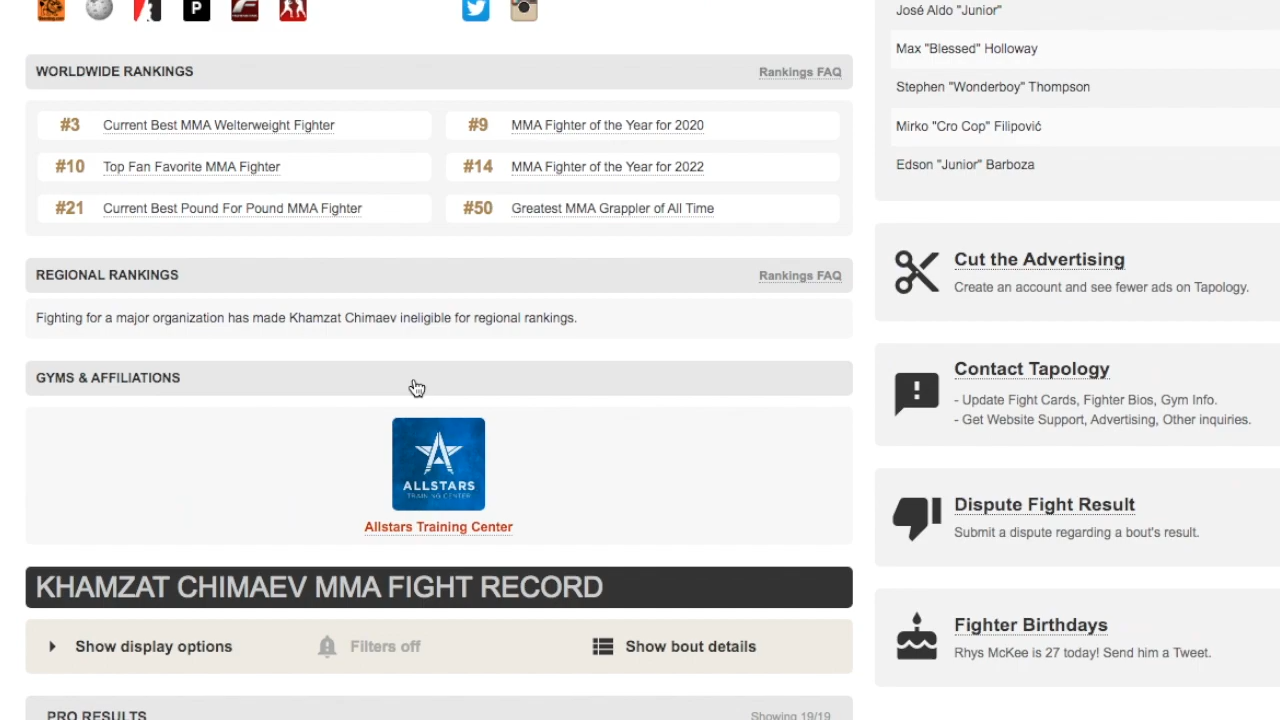 P
WORLDWIDE RANKINGS
Rankings FAQ
#3 Current Best MMA Welterweight Fighter
#9 MMA Fighter of the Year for 2020
#10 Top Fan Favorite MMA Fighter
#14 MMA Fighter of the Year for 2022
#21 Current Best Pound For Pound MMA Fighter
#50 Greatest MMA Grappler of All Time
REGIONAL RANKINGS
Rankings FAQ
Fighting for a major organization has made Khamzat Chimaev ineligible for regional rankings.
GYMS & AFFILIATIONS
ALLSTARS
TRAINING CENTER
Allstars Training Center
KHAMZAT CHIMAEV MMA FIGHT RECORD
Show display options
Filters off
Show bout details
PRO RESULTS
Showing 19/19
José Aldo "Junior"
Max "Blessed" Holloway
Stephen "Wonderboy" Thompson
Mirko "Cro Cop" Filipović
Edson "Junior" Barboza
Cut the Advertising
Create an account and see fewer ads on Tapology.
Contact Tapology
- Update Fight Cards, Fighter Bios, Gym Info.
- Get Website Support, Advertising, Other inquiries.
Dispute Fight Result
Submit a dispute regarding a bout's result.
Fighter Birthdays
Rhys McKee is 27 today! Send him a Tweet.